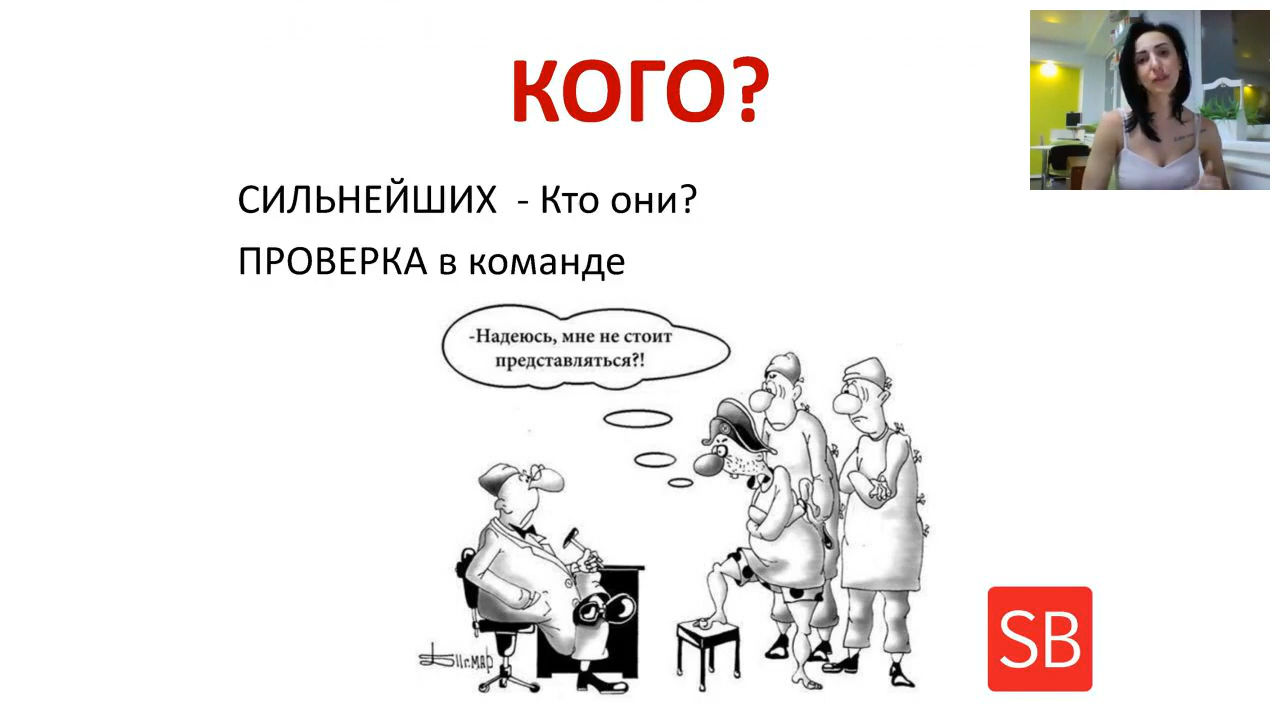 КОГО?
СИЛЬНЕЙШИХ - Кто они?
ПРОВЕРКА в команде
-Надеюсь, мне не стоит
представляться?!
SB